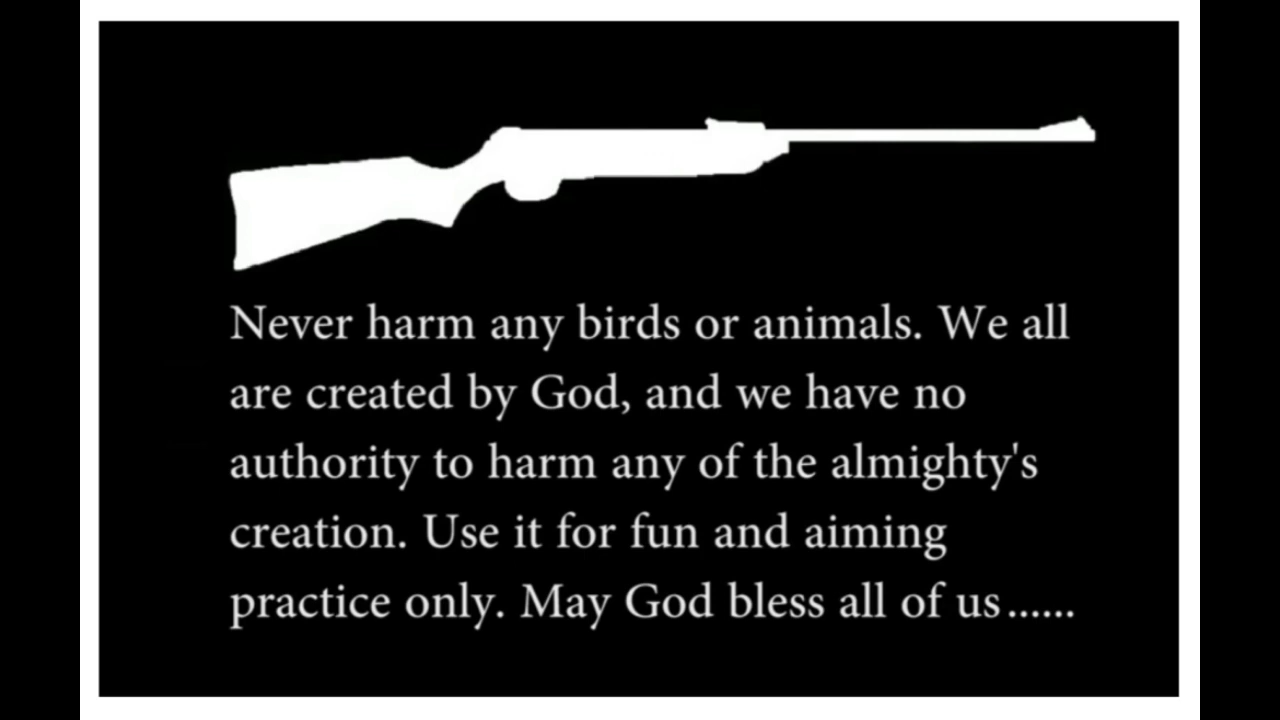 Never harm any birds or animals. We all
are created by God, and we have no
authority to harm any of the almighty's
creation. Use it for fun and aiming
practice only. May God bless all of us......